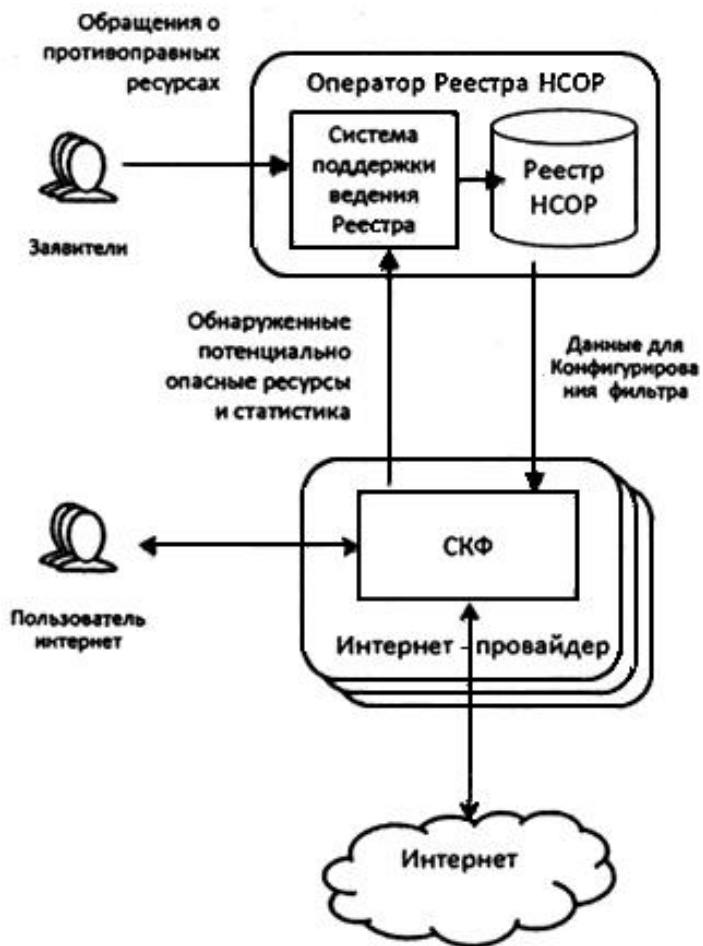 Обращения о
противоправных
ресурсах
Оператор Реестра НСОР
Система
поддержки
ведения
Реестра
Реестр
НСОР
Заявители
Обнаруженные
потенциально
опасные ресурсы
и статистика
Данные для
Конфигурирова
ния фильтра
СКФ
Пользователь
интернет
Интернет - провайдер
Интернет